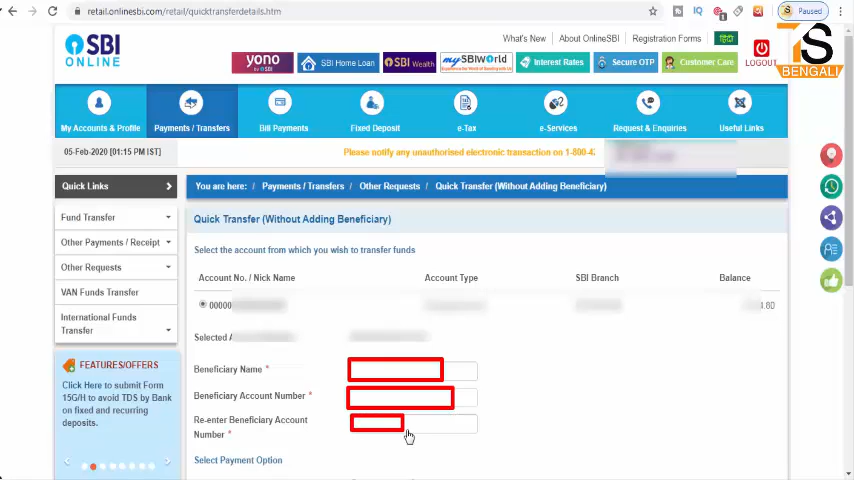 retail.onlinesbi.com/retail/quicktransferdetails.htm
Paused
SBI
ONLINE
What's New
About OnlineSBI
Registration Forms
हिंदी
yono
by SBI
SBI Home Loan
SBI Wealth
mySBIWorld
Interest Rates
Secure OTP
Customer Care
LOGOUT
TS
BENGALI
My Accounts & Profile
Payments / Transfers
Bill Payments
Fixed Deposit
e-Tax
e-Services
Request & Enquiries
Useful Links
05-Feb-2020 [01:15 PM IST]
Please notify any unauthorised electronic transaction on 1-800-4
Quick Links
You are here: / Payments / Transfers / Other Requests / Quick Transfer (Without Adding Beneficiary)
Fund Transfer
Other Payments / Receipt
Other Requests
VAN Funds Transfer
International Funds
Transfer
Quick Transfer (Without Adding Beneficiary)
Select the account from which you wish to transfer funds
Account No. / Nick Name
Account Type
SBI Branch
Balance
00000
.80
Selected A
Beneficiary Name *
Beneficiary Account Number *
Re-enter Beneficiary Account
Number *
Select Payment Option
FEATURES/OFFERS
Click Here to submit Form
15G/H to avoid TDS by Bank
on fixed and recurring
deposits.